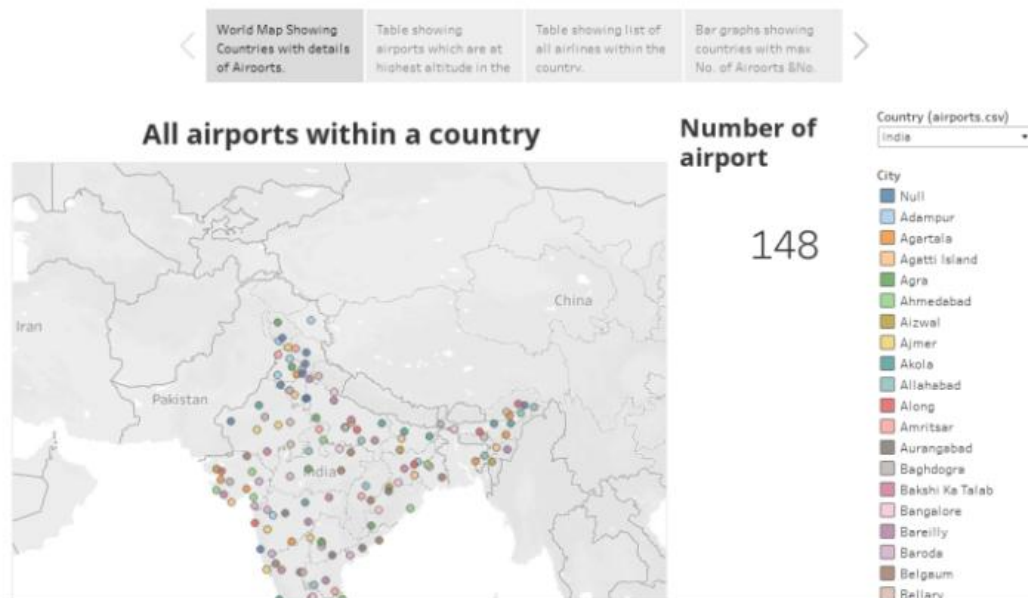 World Map Showing
Countries with details
of Airports.
Table showing
airports which are at
highest altitude in the
Table showing list of
all airlines within the
country.
Bar graphs showing
countries with max
No. of Airports &No.
All airports within a country
Number of
airport
148
Country (airports.csv)
India
City
Null
Adampur
Agartala
Agatti Island
Agra
Ahmedabad
Aizwal
Ajmer
Akola
Allahabad
Along
Amritsar
Aurangabad
Baghdogra
Bakshi Ka Talab
Bangalore
Bareilly
Baroda
Belgaum
Bellary
Iran
Pakistan
China
India